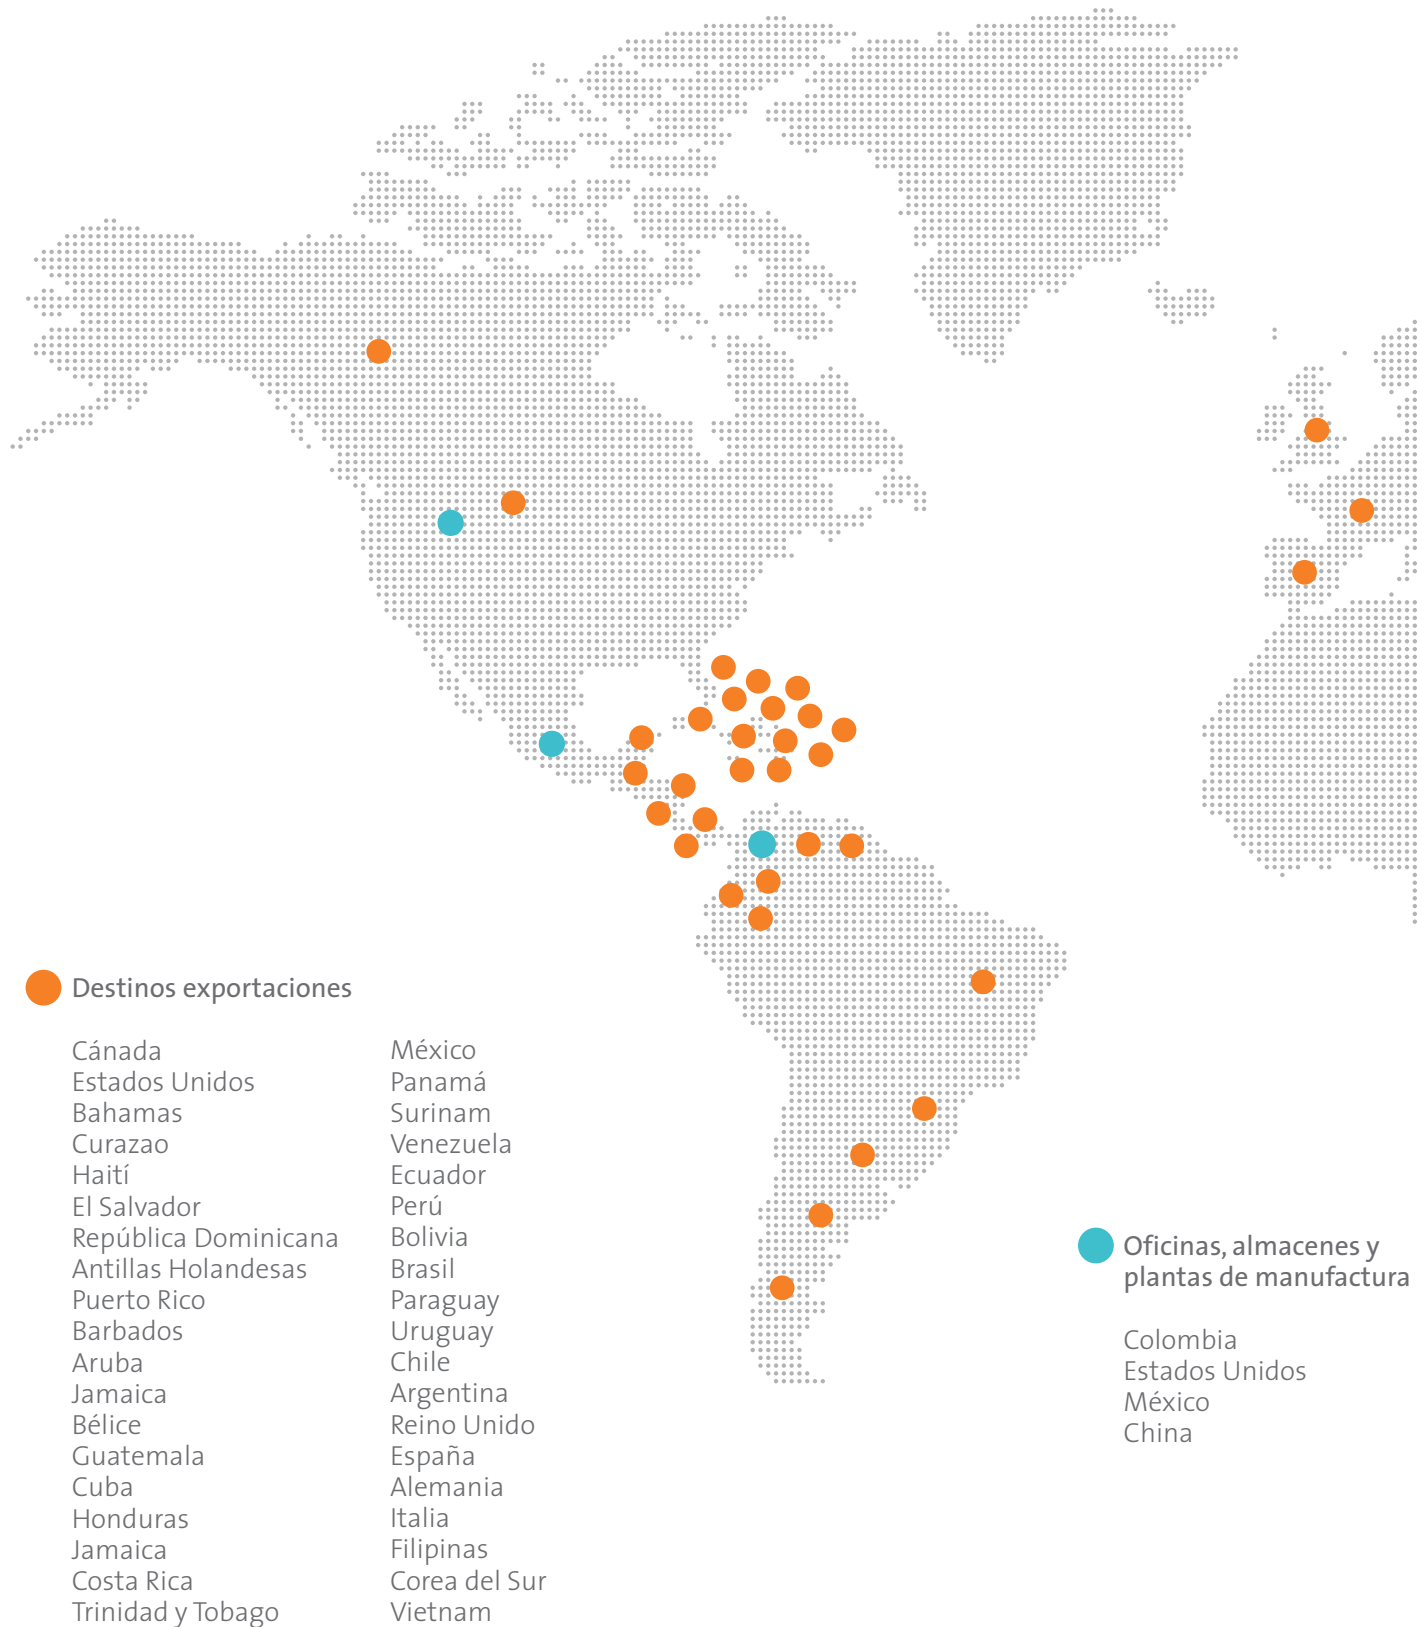 Destinos exportaciones
Cánada
Estados Unidos
Bahamas
Curazao
Haití
El Salvador
República Dominicana
Antillas Holandesas
Puerto Rico
Barbados
Aruba
Jamaica
Bélice
Guatemala
Cuba
Honduras
Jamaica
Costa Rica
Trinidad y Tobago
México
Panamá
Surinam
Venezuela
Ecuador
Perú
Bolivia
Brasil
Paraguay
Uruguay
Chile
Argentina
Reino Unido
España
Alemania
Italia
Filipinas
Corea del Sur
Vietnam
Oficinas, almacenes y
plantas de manufactura
Colombia
Estados Unidos
México
China